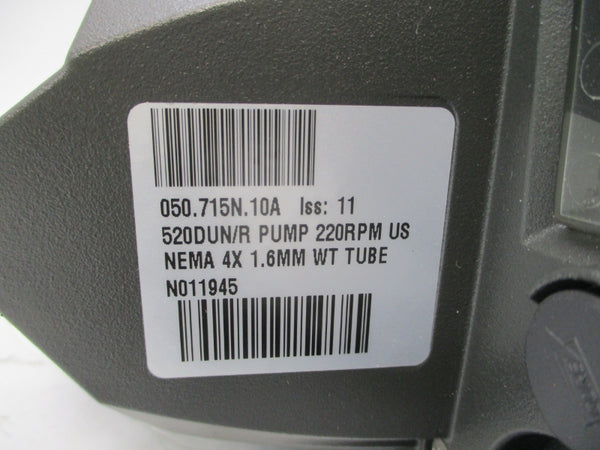 050.715N.10A Iss: 11
520DUN/R PUMP 220RPM US
NEMA 4X 1.6MM WT TUBE
N011945